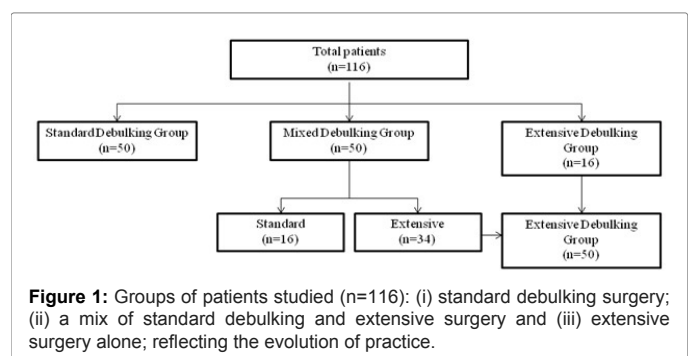 Total patients
(n=116)
Standard Debulking Group
(n=50)
Mixed Debulking Group
(n=50)
Extensive Debulking
Group
(n=16)
Standard
(n=16)
Extensive
(n=34)
Extensive Debulking
Group
(n=50)
Figure 1: Groups of patients studied (n=116): (i) standard debulking surgery;
(ii) a mix of standard debulking and extensive surgery and (iii) extensive
surgery alone; reflecting the evolution of practice.